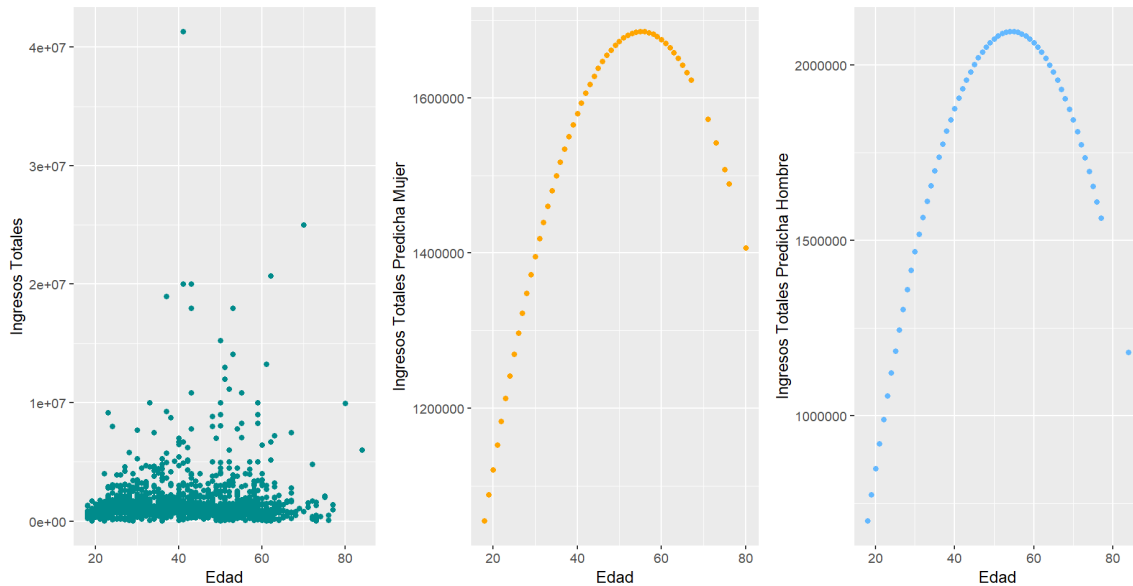 Ingresos Totales
4e+07
3e+07
2e+07
1e+07
0e+00
20 40 60 80
Edad
Ingresos Totales Predicha Mujer
1600000
1400000
1200000
20 40 60 80
Edad
Ingresos Totales Predicha Hombre
2000000
1500000
1000000
20 40 60 80
Edad